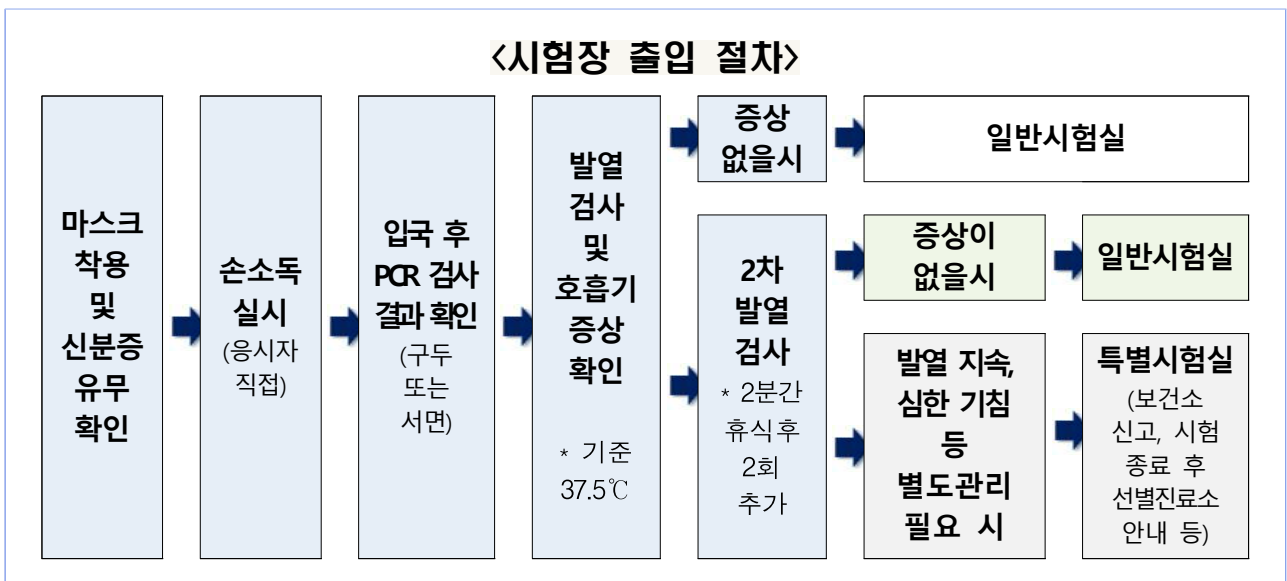 <시험장 출입 절차>
마스크
착용
및
신분증
유무
확인
손소독
실시
(응시자
직접)
입국 후
PCR 검사
결과 확인
(구두
또는
서면)
발열
검사
및
호흡기
증상
확인
* 기준
37.5℃
증상
없을시
일반시험실
2차
발열
검사
* 2분간
휴식후
2회
추가
증상이
없을시
일반시험실
발열 지속,
심한 기침
등
별도관리
필요 시
특별시험실
(보건소
신고, 시험
종료 후
선별진료소
안내 등)